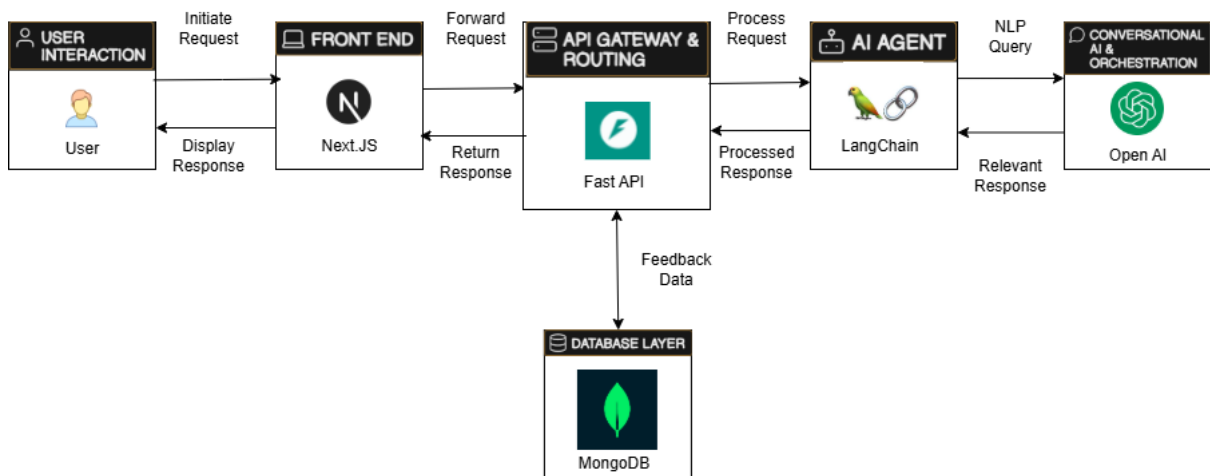 USER
INTERACTION
User
Initiate
Request
Display
Response
FRONT END
Next.JS
Forward
Request
Return
Response
API GATEWAY &
ROUTING
Fast API
Process
Request
Processed
Response
AI AGENT
LangChain
NLP
Query
Relevant
Response
CONVERSATIONAL
AI &
ORCHESTRATION
Open AI
Feedback
Data
DATABASE LAYER
MongoDB